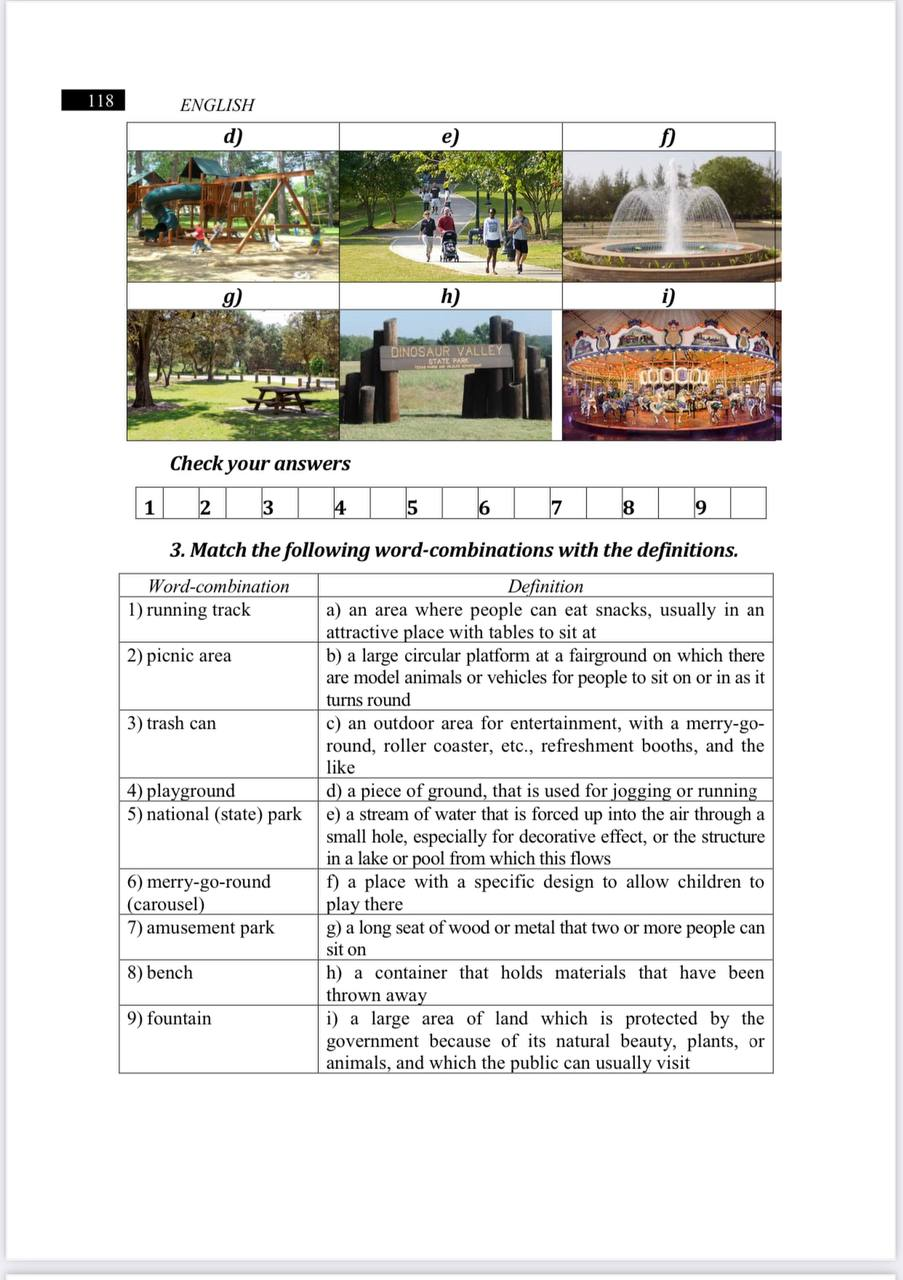 118 ENGLISH
d) e) f)
g) h) i)
DINOSAUR VALLEY
STATE PARK
Check your answers
1 2 3 4 5 6 7 8 9
3. Match the following word-combinations with the definitions.
Word-combination Definition
1) running track a) an area where people can eat snacks, usually in an
attractive place with tables to sit at
2) picnic area b) a large circular platform at a fairground on which there
are model animals or vehicles for people to sit on or in as it
turns round
3) trash can c) an outdoor area for entertainment, with a merry-go-
round, roller coaster, etc., refreshment booths, and the
like
4) playground d) a piece of ground, that is used for jogging or running
5) national (state) park e) a stream of water that is forced up into the air through a
small hole, especially for decorative effect, or the structure
in a lake or pool from which this flows
6) merry-go-round f) a place with a specific design to allow children to
(carousel) play there
7) amusement park g) a long seat of wood or metal that two or more people can
sit on
8) bench h) a container that holds materials that have been
thrown away
9) fountain i) a large area of land which is protected by the
government because of its natural beauty, plants, or
animals, and which the public can usually visit